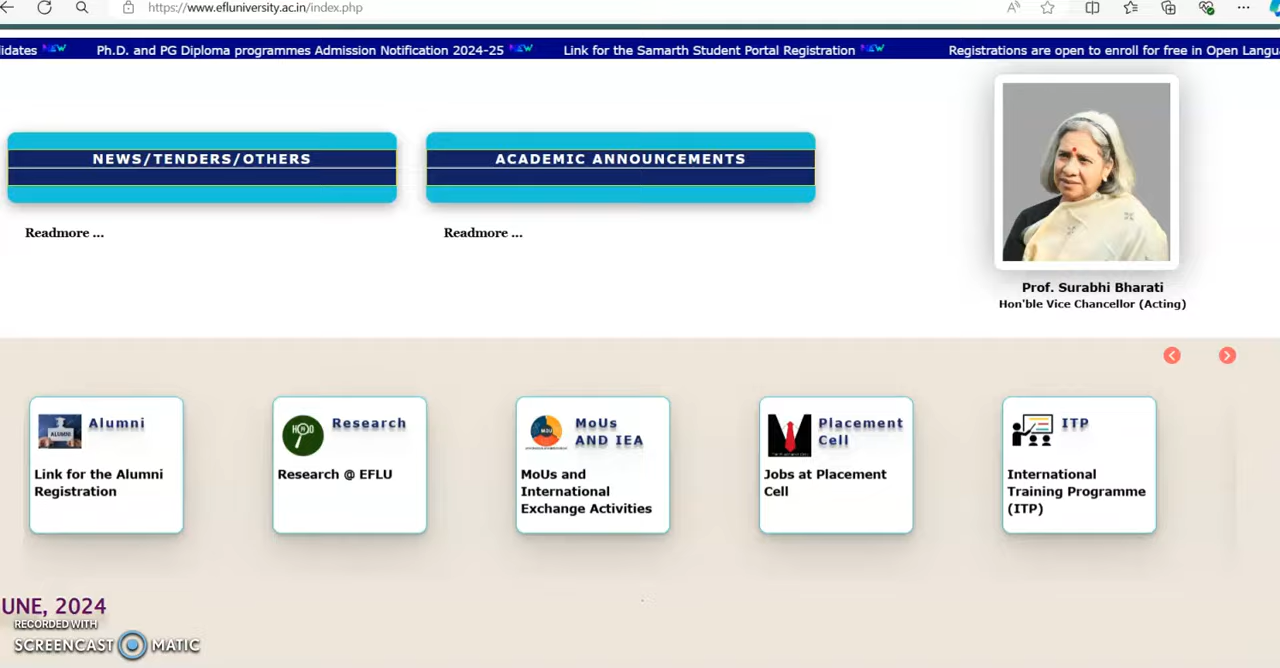 https://www.efluniversity.ac.in/index.php
didates NEW Ph.D. and PG Diploma programmes Admission Notification 2024-25 NEW Link for the Samarth Student Portal Registration NEW Registrations are open to enroll for free in Open Langua
NEWS/TENDERS/OTHERS
ACADEMIC ANNOUNCEMENTS
Readmore ...
Readmore ...
Prof. Surabhi Bharati
Hon'ble Vice Chancellor (Acting)
ALUMNI
Alumni
Link for the Alumni
Registration
Research
Research @ EFLU
MoUs
AND IEA
MoUs and
International
Exchange Activities
Placement
Cell
Jobs at Placement
Cell
ITP
International
Training Programme
(ITP)
UNE, 2024
RECORDED WITH
SCREENCAST MATIC